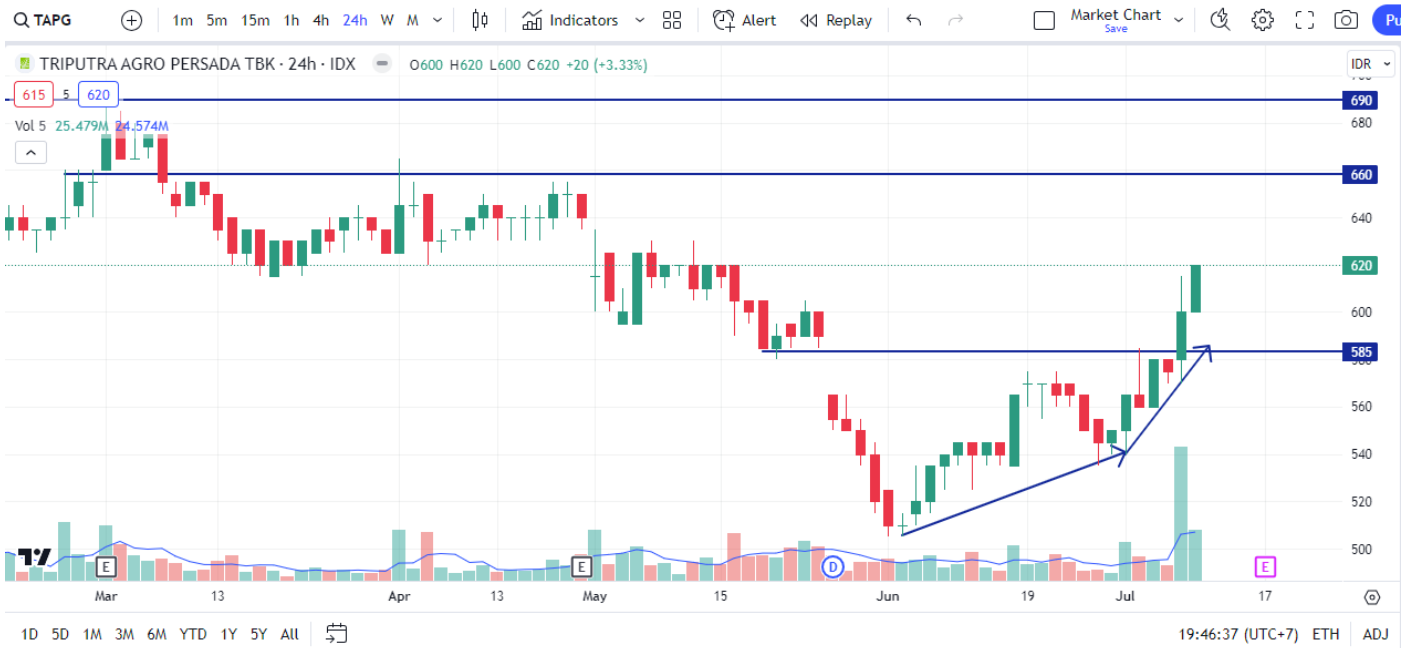 TAPG 1m 5m 15m 1h 4h 24h W M Indicators Alert Replay Market Chart Pu
Save
TRIPUTRA AGRO PERSADA TBK · 24h · IDX O600 H620 L600 C620 +20 (+3.33%) IDR
615 5 620
690
Vol 5 25.479M 24.574M
680
660
640
620
600
585
560
540
520
500
E E D E
Mar 13 Apr 13 May 15 Jun 19 Jul 17
1D 5D 1M 3M 6M YTD 1Y 5Y All 19:46:37 (UTC+7) ETH ADJ